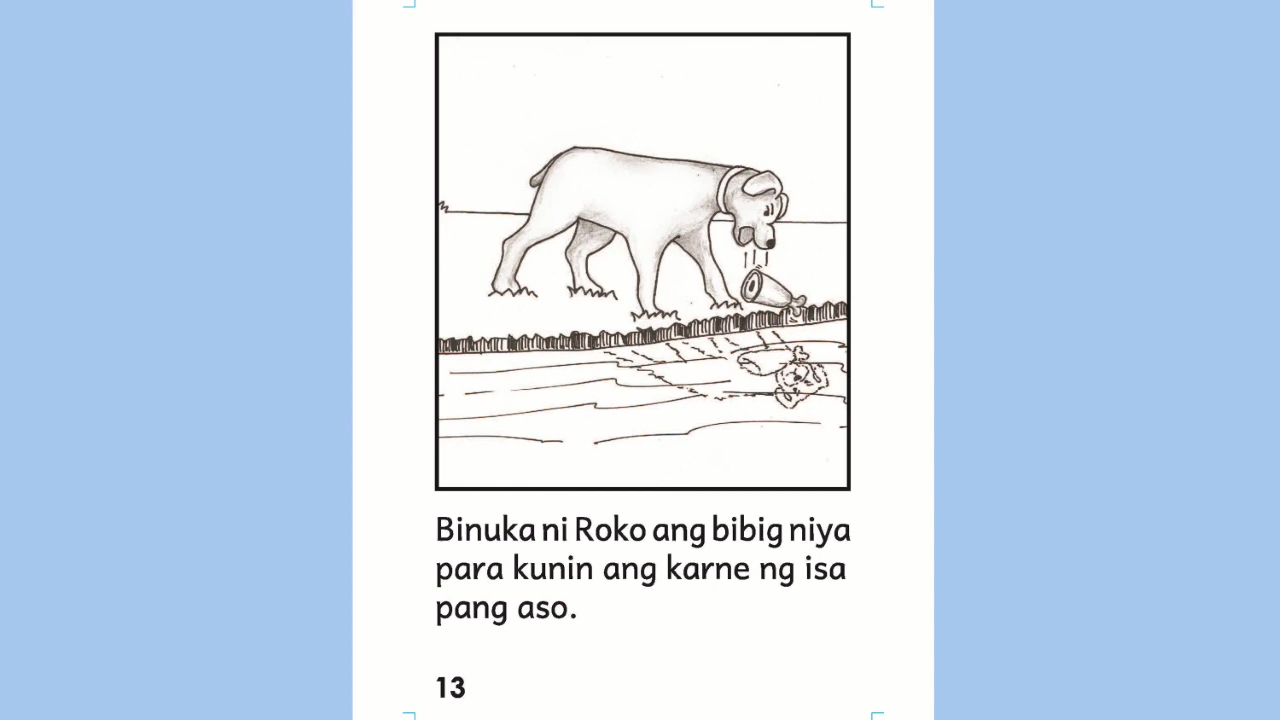 Binuka ni Roko ang bibig niya
para kunin ang karne ng isa
pang aso.
13